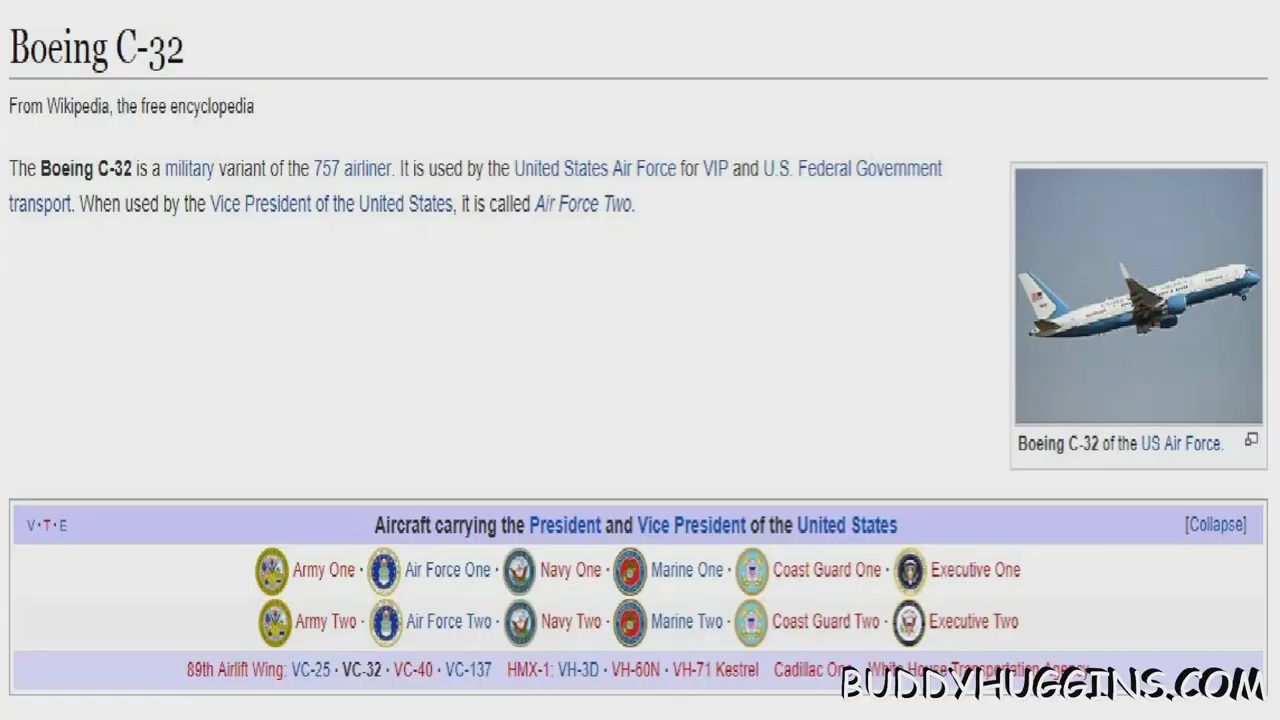 Boeing C-32
From Wikipedia, the free encyclopedia
The Boeing C-32 is a military variant of the 757 airliner. It is used by the United States Air Force for VIP and U.S. Federal Government
transport. When used by the Vice President of the United States, it is called Air Force Two.
Boeing C-32 of the US Air Force.
V · T · E
Aircraft carrying the President and Vice President of the United States
[Collapse]
Army One · Air Force One · Navy One · Marine One · Coast Guard One · Executive One
Army Two · Air Force Two · Navy Two · Marine Two · Coast Guard Two · Executive Two
89th Airlift Wing: VC-25 · VC-32 · VC-40 · VC-137 HMX-1: VH-3D · VH-60N · VH-71 Kestrel Cadillac One White House Transportation Agency
BUDDYHUGGINS.COM